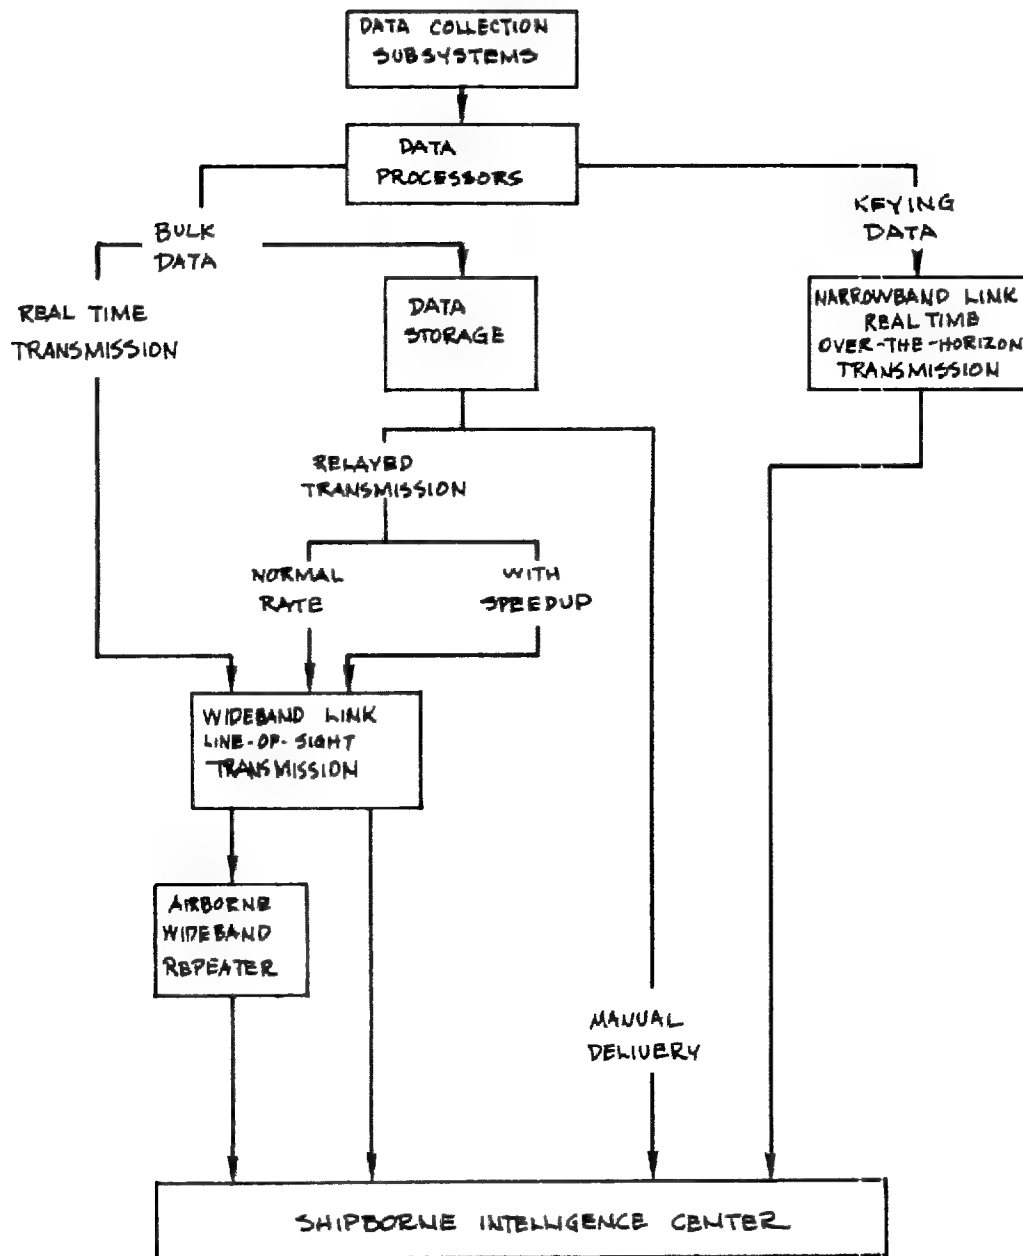 DATA COLLECTION
SUBSYSTEMS
DATA
PROCESSORS
BULK
DATA
KEYING
DATA
REAL TIME
TRANSMISSION
DATA
STORAGE
NARROWBAND LINK
REAL TIME
OVER-THE-HORIZON
TRANSMISSION
RELAYED
TRANSMISSION
NORMAL
RATE
WITH
SPEEDUP
WIDEBAND LINK
LINE-OF-SIGHT
TRANSMISSION
AIRBORNE
WIDEBAND
REPEATER
MANUAL
DELIVERY
SHIPBORNE INTELLIGENCE CENTER